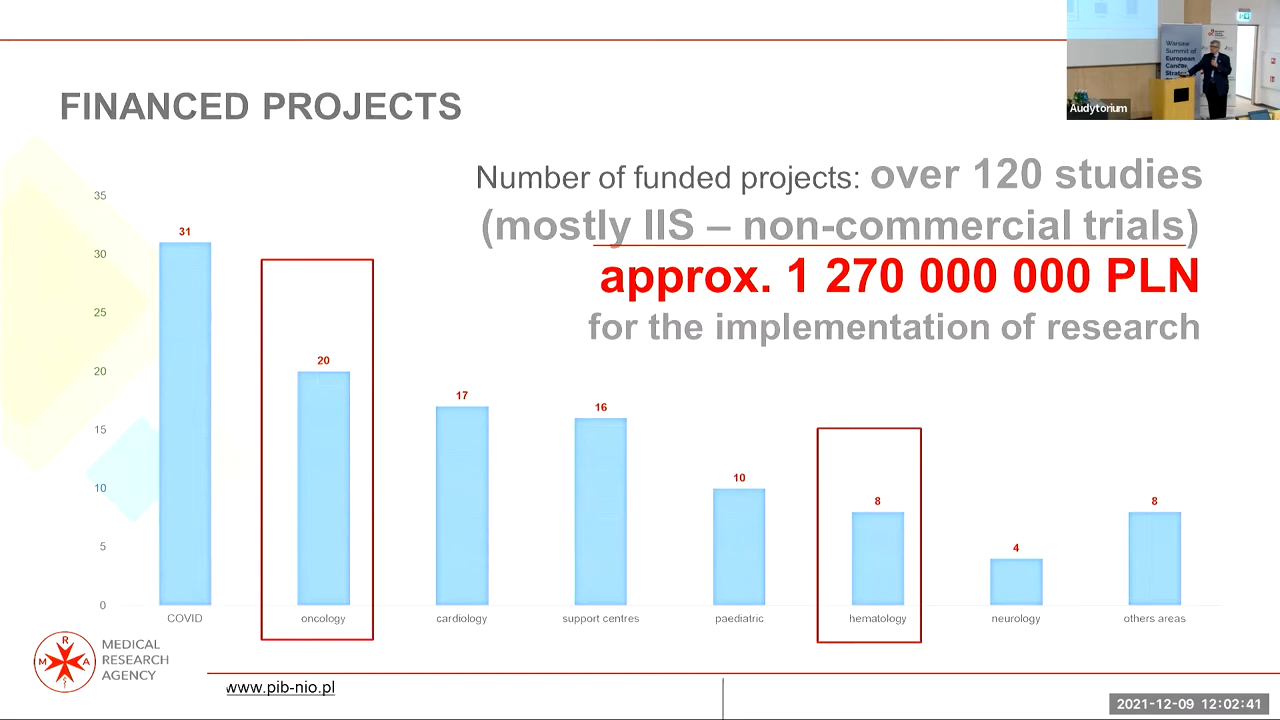 Warsaw
Summit of
European
Cancer
Audytorium
FINANCED PROJECTS
Number of funded projects: over 120 studies
(mostly IIS – non-commercial trials)
approx. 1 270 000 000 PLN
for the implementation of research
35
30
25
20
15
10
5
0
31
20
17
16
10
8
4
8
COVID
oncology
cardiology
support centres
paediatric
hematology
neurology
others areas
R
M A
MEDICAL
RESEARCH
AGENCY
www.pib-nio.pl
2021-12-09 12:02:41